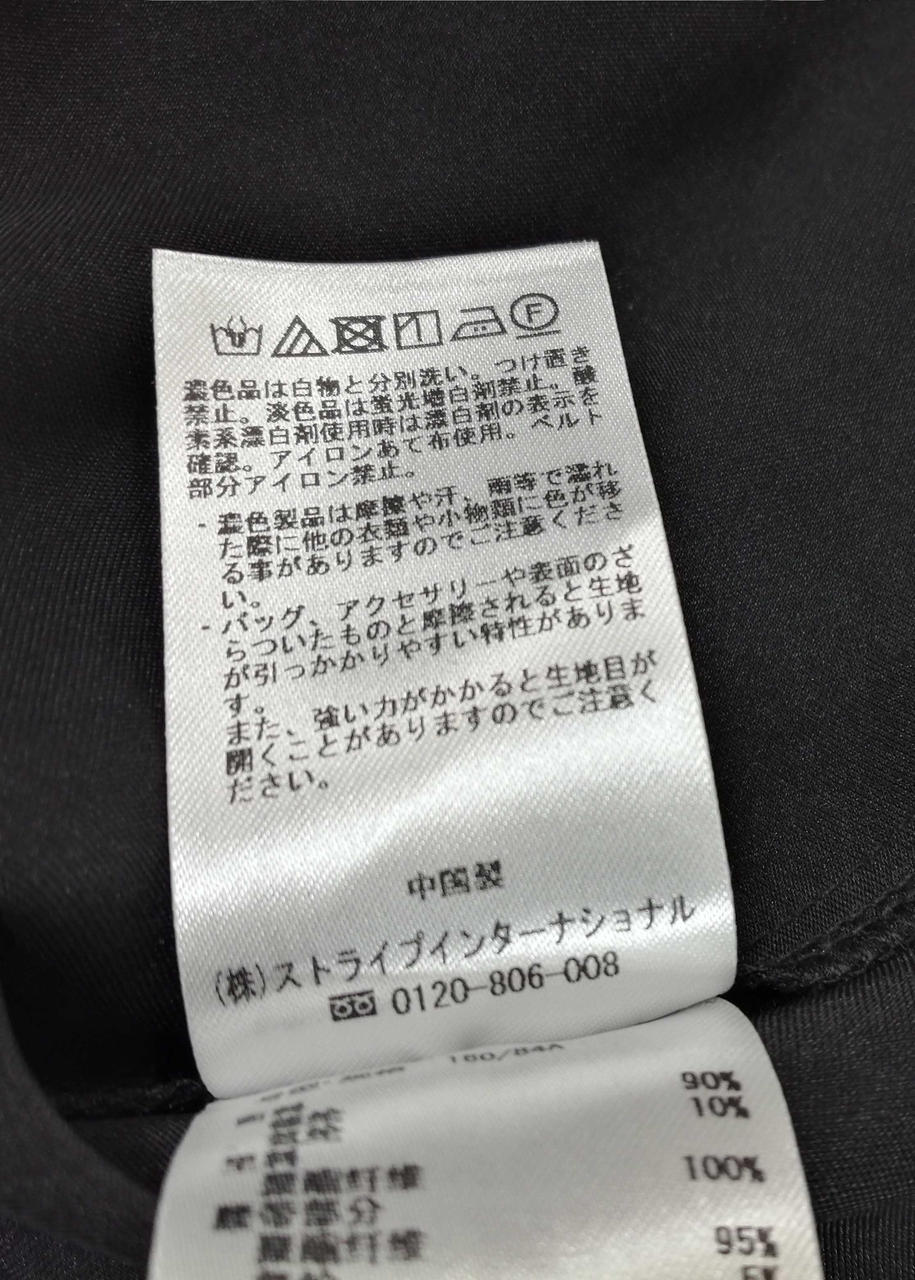 F
濃色品は白物と分別洗い。つけ置き
禁止。淡色品は蛍光増白剤禁止。酸
素系漂白剤使用時は漂白剤の表示を
確認。アイロンあて布使用。ベルト
部分アイロン禁止。
・濃色製品は摩擦や汗、雨等で濡れ
た際に他の衣類や小物類に色が移
る事がありますのでご注意くださ
い。
・バッグ、アクセサリーや表面のざ
らついたものと摩擦されると生地
が引っかかりやすい特性がありま
す。
また、強い力がかかると生地目が
開くことがありますのでご注意く
ださい。
中国製
(株)ストライプインターナショナル
0120-806-008
160/84A
90%
10%
纤维 100%
部分
纤维 95%